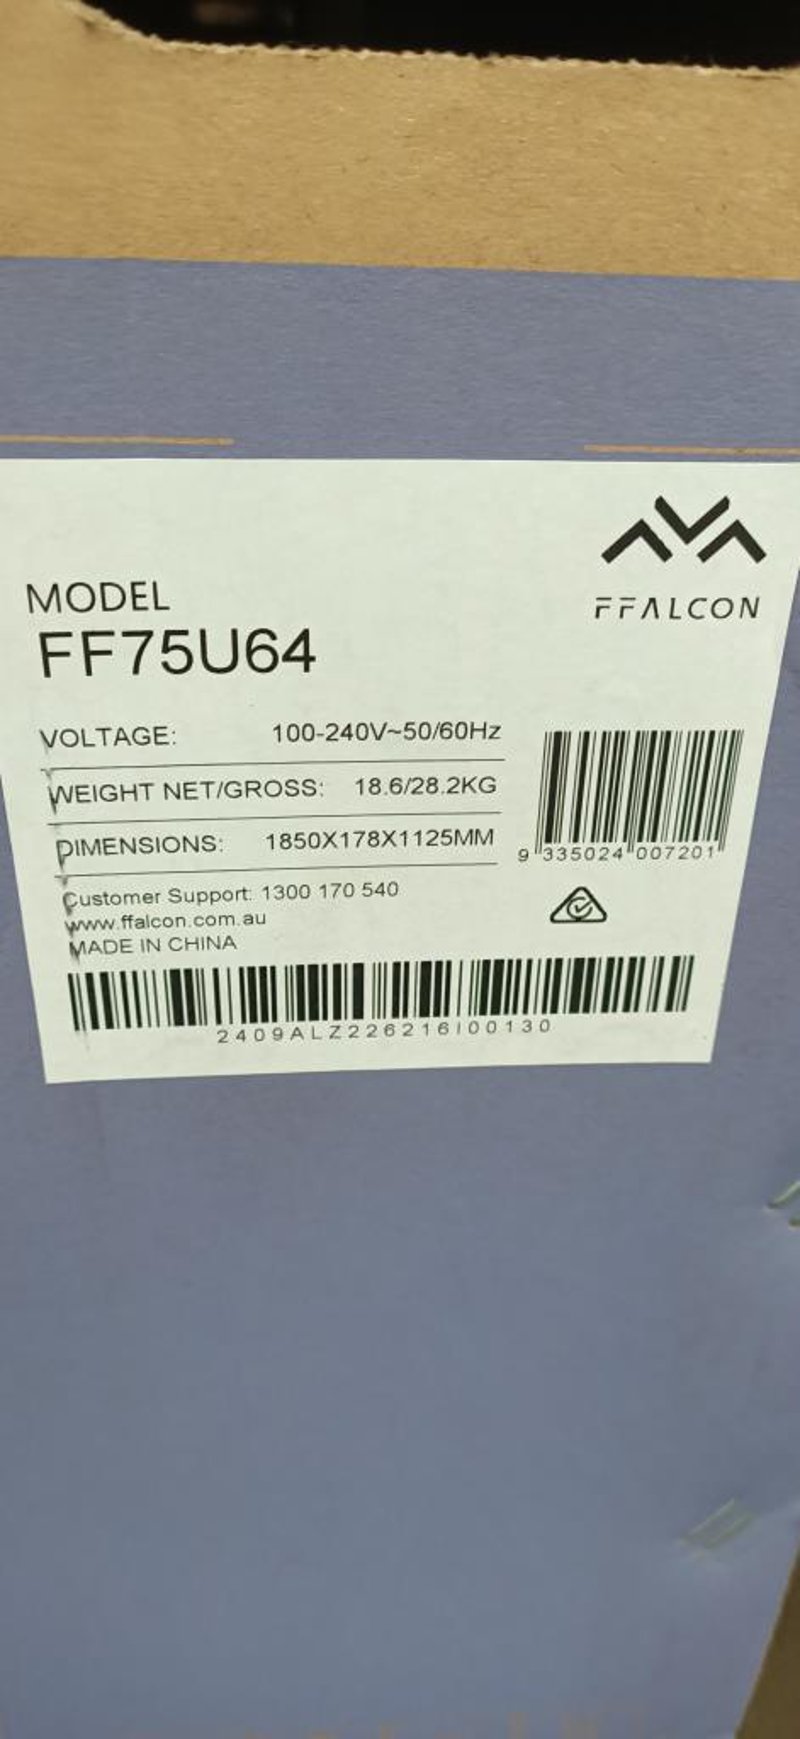 FFALCON
MODEL
FF75U64
VOLTAGE: 100-240V~50/60Hz
WEIGHT NET/GROSS: 18.6/28.2KG
DIMENSIONS: 1850X178X1125MM
9 335024 007201
Customer Support: 1300 170 540
www.ffalcon.com.au
MADE IN CHINA
2409ALZ226216I00130